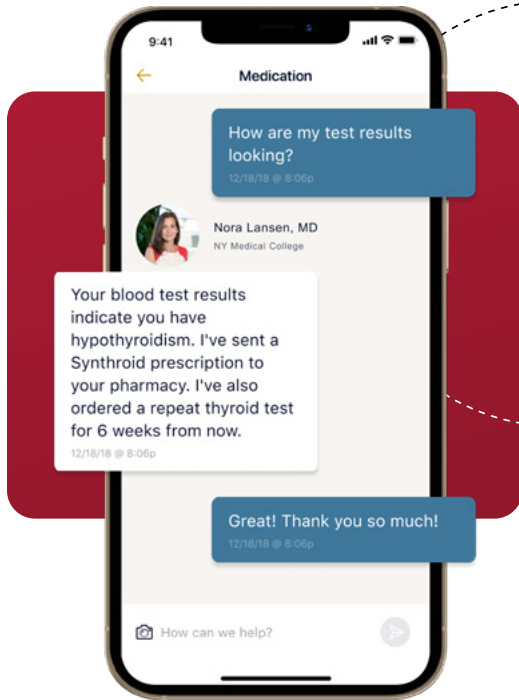 9:41
Medication
How are my test results
looking?
12/18/18 @ 8:06p
Nora Lansen, MD
NY Medical College
Your blood test results
indicate you have
hypothyroidism. I've sent a
Synthroid prescription to
your pharmacy. I've also
ordered a repeat thyroid test
for 6 weeks from now.
12/18/18 @ 8:06p
Great! Thank you so much!
12/18/18 @ 8:06p
How can we help?